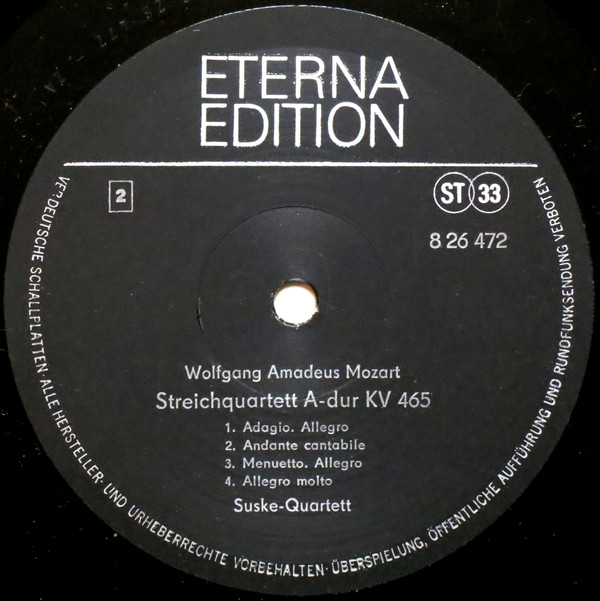 ETERNA
EDITION
2
ST 33
8 26 472
Wolfgang Amadeus Mozart
Streichquartett A-dur KV 465
1. Adagio. Allegro
2. Andante cantabile
3. Menuetto. Allegro
4. Allegro molto
Suske-Quartett
VEB DEUTSCHE SCHALLPLATTEN · ALLE HERSTELLER- UND URHEBERRECHTE VORBEHALTEN · ÜBERSPIELUNG, ÖFFENTLICHE AUFFÜHRUNG UND RUNDFUNKSENDUNG VERBOTEN